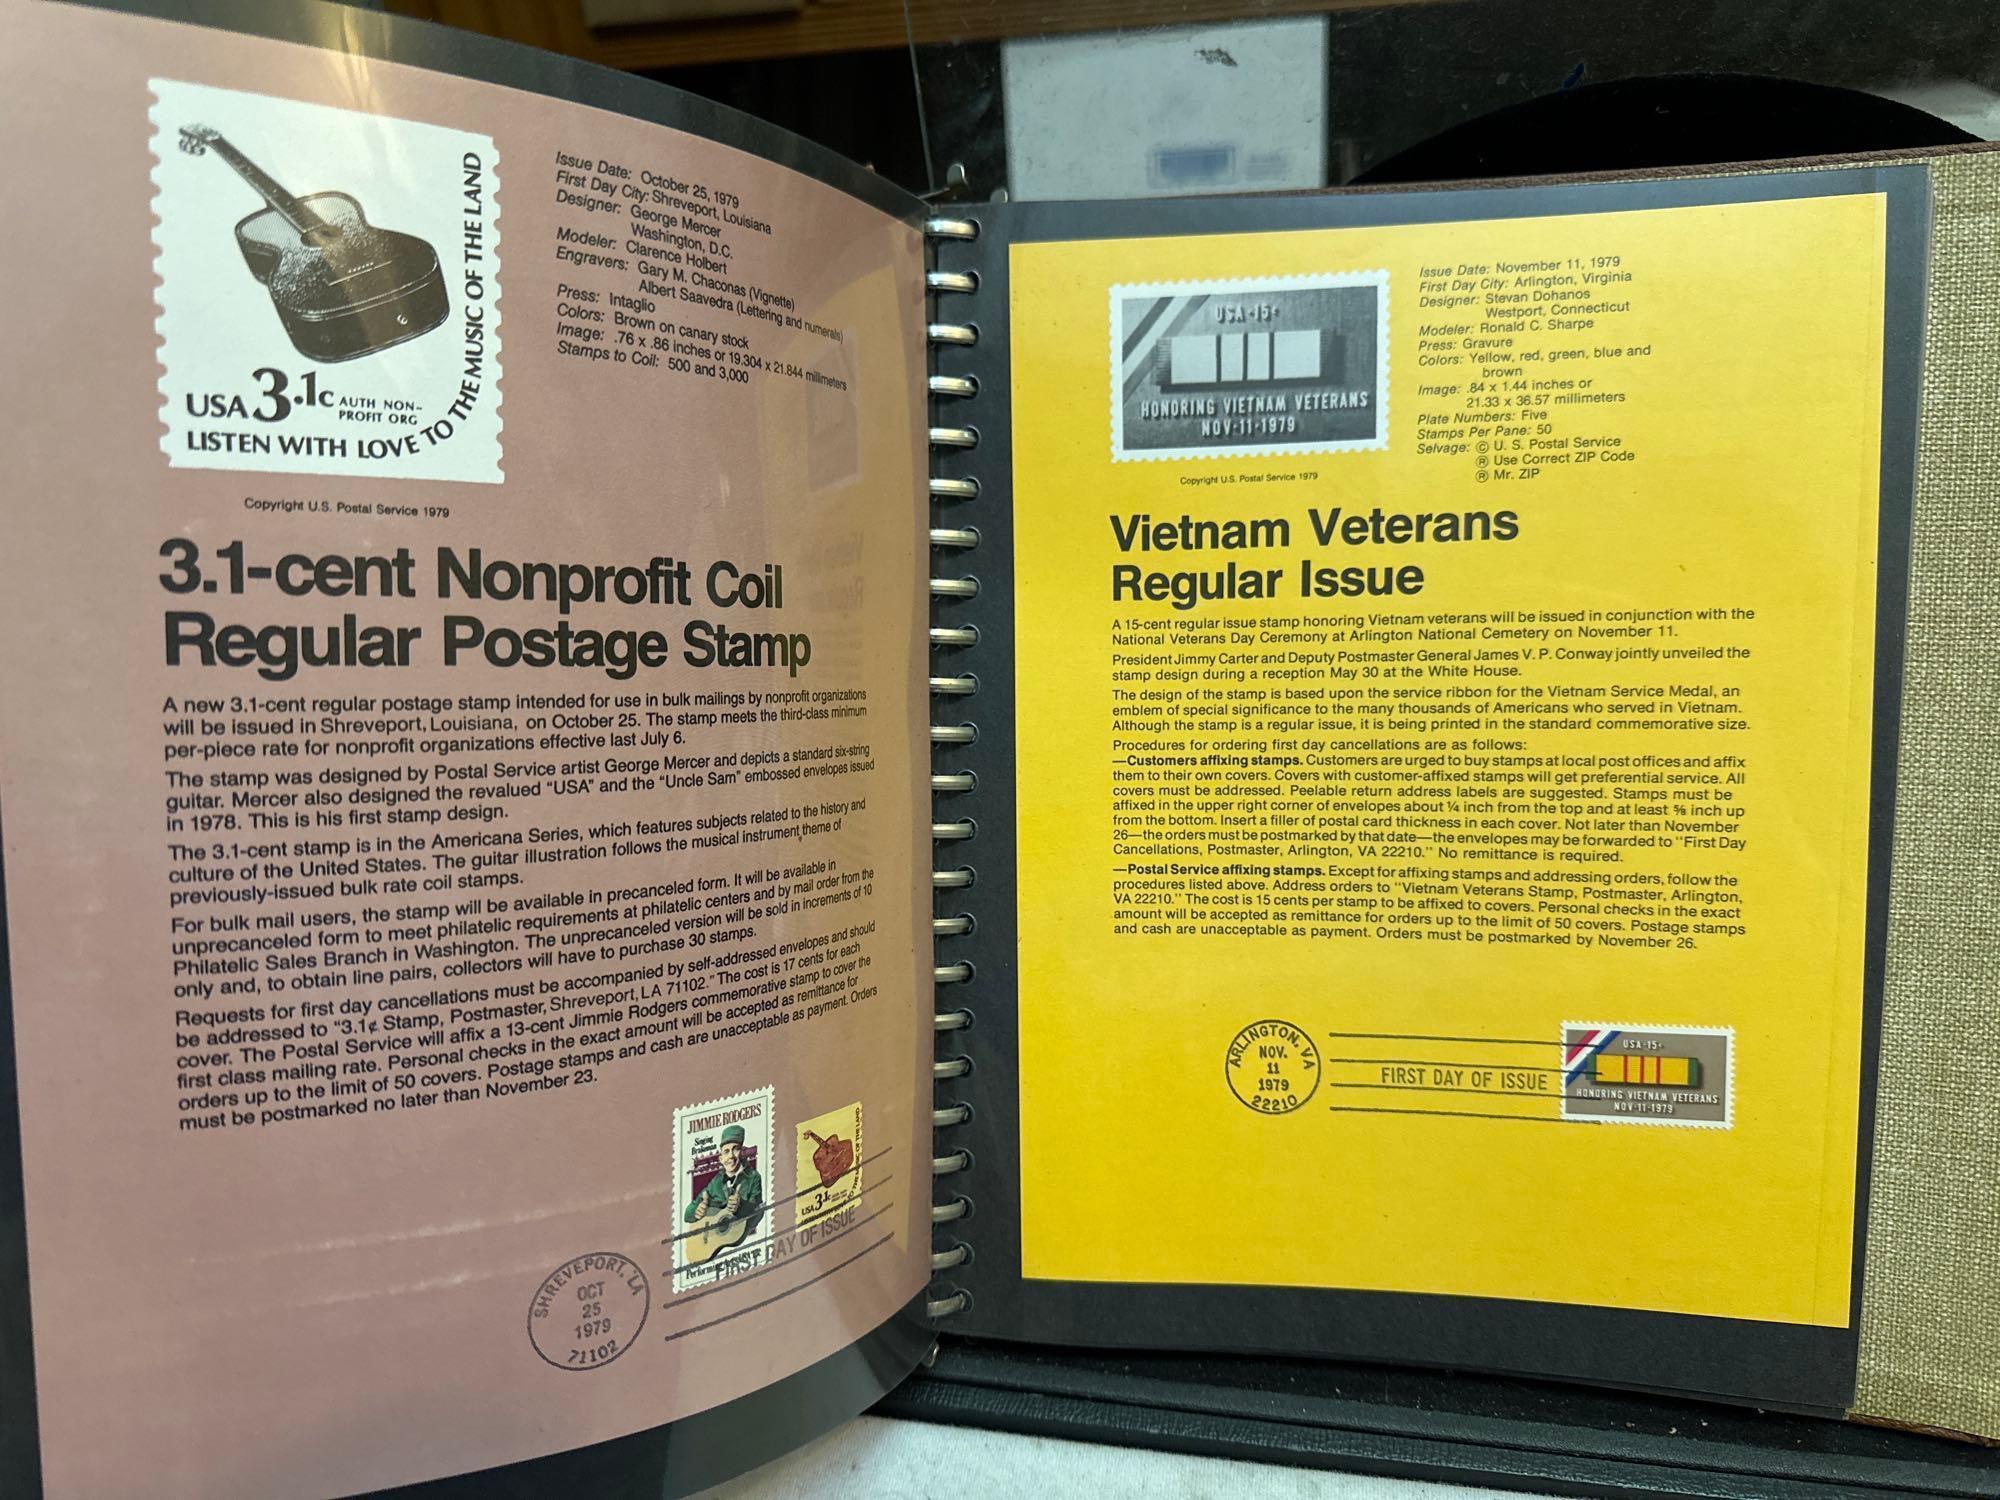 USA 3.1c AUTH NON-
PROFIT ORG
LISTEN WITH LOVE TO THE MUSIC OF THE LAND
Copyright U.S. Postal Service 1979
Issue Date: October 25, 1979
First Day City: Shreveport, Louisiana
Designer: George Mercer
Washington, D.C.
Modeler: Clarence Holbert
Engravers: Gary M. Chaconas (Vignette)
Albert Saavedra (Lettering and numerals)
Press: Intaglio
Colors: Brown on canary stock
Image: .76 x .86 inches or 19.304 x 21.844 millimeters
Stamps to Coil: 500 and 3,000
3.1-cent Nonprofit Coil
Regular Postage Stamp
A new 3.1-cent regular postage stamp intended for use in bulk mailings by nonprofit organizations
will be issued in Shreveport, Louisiana, on October 25. The stamp meets the third-class minimum
per-piece rate for nonprofit organizations effective last July 6.
The stamp was designed by Postal Service artist George Mercer and depicts a standard six-string
guitar. Mercer also designed the revalued "USA" and the "Uncle Sam" embossed envelopes issued
in 1978. This is his first stamp design.
The 3.1-cent stamp is in the Americana Series, which features subjects related to the history and
culture of the United States. The guitar illustration follows the musical instrument theme of
previously-issued bulk rate coil stamps.
For bulk mail users, the stamp will be available in precanceled form. It will be available in
unprecanceled form to meet philatelic requirements at philatelic centers and by mail order from the
Philatelic Sales Branch in Washington. The unprecanceled version will be sold in increments of 10
only and, to obtain line pairs, collectors will have to purchase 30 stamps.
Requests for first day cancellations must be accompanied by self-addressed envelopes and should
be addressed to "3.1¢ Stamp, Postmaster, Shreveport, LA 71102." The cost is 17 cents for each
cover. The Postal Service will affix a 13-cent Jimmie Rodgers commemorative stamp to cover the
first class mailing rate. Personal checks in the exact amount will be accepted as remittance for
orders up to the limit of 50 covers. Postage stamps and cash are unacceptable as payment. Orders
must be postmarked no later than November 23.
JIMMIE RODGERS
Singing
Brakeman
Performing
USA 3.1c
TO THE MUSIC OF THE LAND
FIRST DAY OF ISSUE
SHREVEPORT, LA
OCT
25
1979
71102
USA 15c
HONORING VIETNAM VETERANS
NOV·11·1979
Copyright U.S. Postal Service 1979
Issue Date: November 11, 1979
First Day City: Arlington, Virginia
Designer: Stevan Dohanos
Westport, Connecticut
Modeler: Ronald C. Sharpe
Press: Gravure
Colors: Yellow, red, green, blue and
brown
Image: .84 x 1.44 inches or
21.33 x 36.57 millimeters
Plate Numbers: Five
Stamps Per Pane: 50
Selvage: © U. S. Postal Service
® Use Correct ZIP Code
® Mr. ZIP
Vietnam Veterans
Regular Issue
A 15-cent regular issue stamp honoring Vietnam veterans will be issued in conjunction with the
National Veterans Day Ceremony at Arlington National Cemetery on November 11.
President Jimmy Carter and Deputy Postmaster General James V. P. Conway jointly unveiled the
stamp design during a reception May 30 at the White House.
The design of the stamp is based upon the service ribbon for the Vietnam Service Medal, an
emblem of special significance to the many thousands of Americans who served in Vietnam.
Although the stamp is a regular issue, it is being printed in the standard commemorative size.
Procedures for ordering first day cancellations are as follows:
—Customers affixing stamps. Customers are urged to buy stamps at local post offices and affix
them to their own covers. Covers with customer-affixed stamps will get preferential service. All
covers must be addressed. Peelable return address labels are suggested. Stamps must be
affixed in the upper right corner of envelopes about ¼ inch from the top and at least ⅝ inch up
from the bottom. Insert a filler of postal card thickness in each cover. Not later than November
26—the orders must be postmarked by that date—the envelopes may be forwarded to "First Day
Cancellations, Postmaster, Arlington, VA 22210." No remittance is required.
—Postal Service affixing stamps. Except for affixing stamps and addressing orders, follow the
procedures listed above. Address orders to "Vietnam Veterans Stamp, Postmaster, Arlington,
VA 22210." The cost is 15 cents per stamp to be affixed to covers. Personal checks in the exact
amount will be accepted as remittance for orders up to the limit of 50 covers. Postage stamps
and cash are unacceptable as payment. Orders must be postmarked by November 26.
ARLINGTON, VA
NOV.
11
1979
22210
FIRST DAY OF ISSUE
USA 15c
HONORING VIETNAM VETERANS
NOV·11·1979